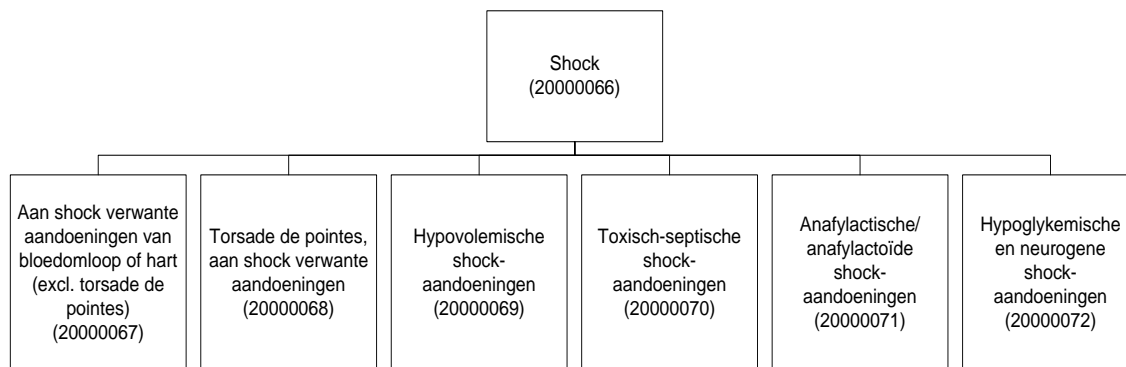 Shock
(20000066)
Aan shock verwante
aandoeningen van
bloedomloop of hart
(excl. torsade de
pointes)
(20000067)
Torsade de pointes,
aan shock verwante
aandoeningen
(20000068)
Hypovolemische
shock-
aandoeningen
(20000069)
Toxisch-septische
shock-
aandoeningen
(20000070)
Anafylactische/
anafylactoïde
shock-
aandoeningen
(20000071)
Hypoglykemische
en neurogene
shock-
aandoeningen
(20000072)